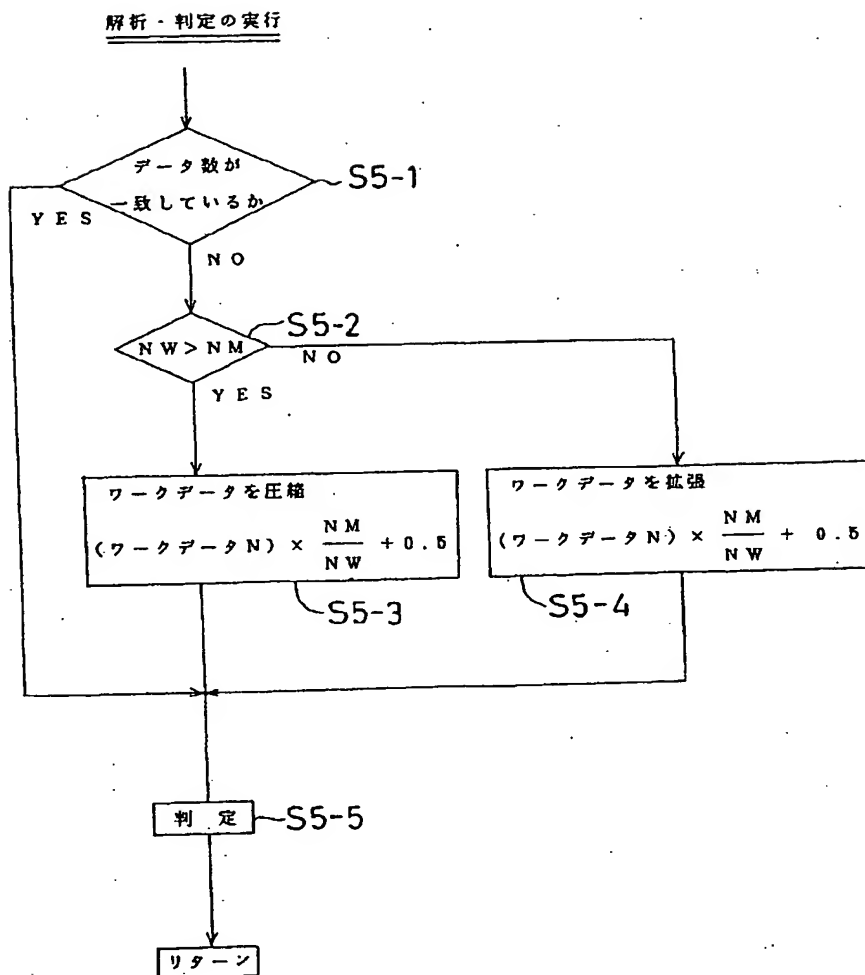 解析・判定の実行
データ数が
一致しているか
S5-1
YES
NO
NW>NM
S5-2
NO
YES
ワークデータを圧縮
(ワークデータN)× NM/NW +0.5
S5-3
ワークデータを拡張
(ワークデータN)× NM/NW + 0.5
S5-4
判定
S5-5
リターン